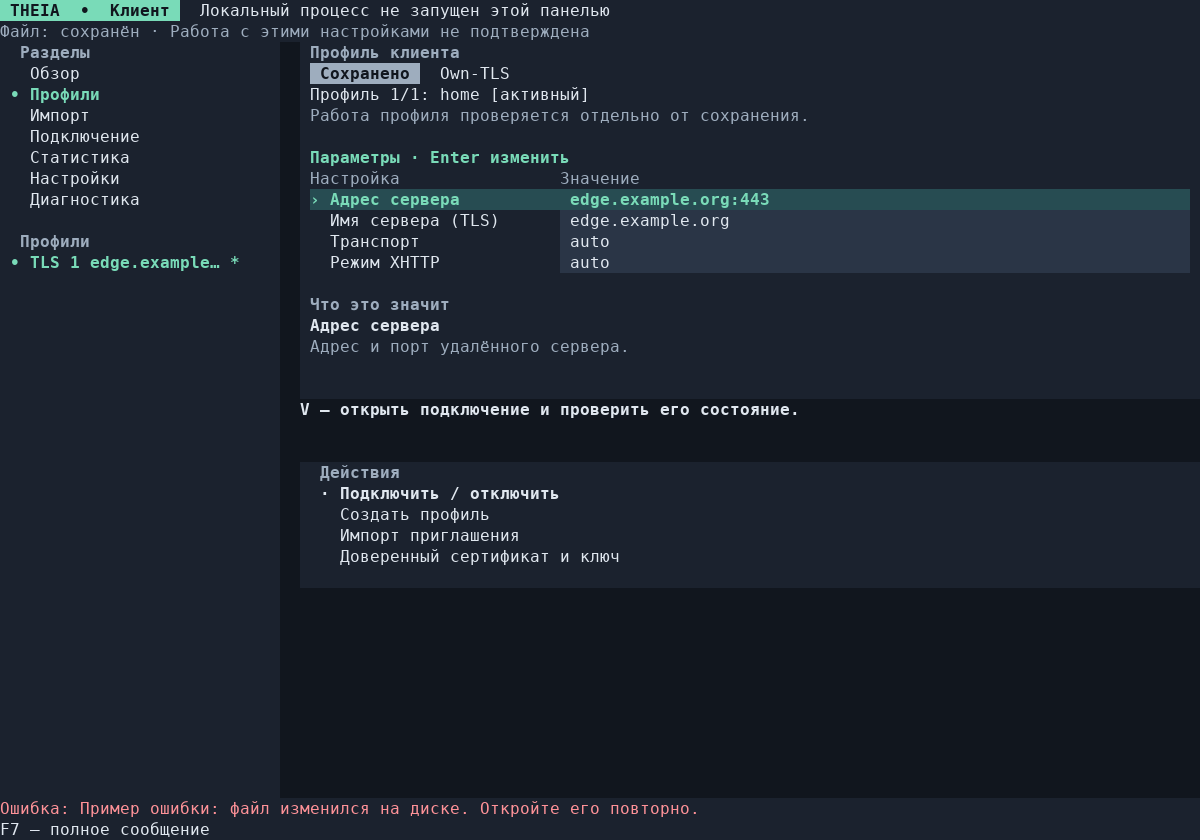 THEIA • Клиент Локальный процесс не запущен этой панелью
Файл: сохранён · Работа с этими настройками не подтверждена
Разделы
Обзор
• Профили
Импорт
Подключение
Статистика
Настройки
Диагностика
Профили
• TLS 1 edge.example… *
Профиль клиента
Сохранено Own-TLS
Профиль 1/1: home [активный]
Работа профиля проверяется отдельно от сохранения.
Параметры · Enter изменить
Настройка Значение
› Адрес сервера edge.example.org:443
Имя сервера (TLS) edge.example.org
Транспорт auto
Режим XHTTP auto
Что это значит
Адрес сервера
Адрес и порт удалённого сервера.
V — открыть подключение и проверить его состояние.
Действия
· Подключить / отключить
Создать профиль
Импорт приглашения
Доверенный сертификат и ключ
Ошибка: Пример ошибки: файл изменился на диске. Откройте его повторно.
F7 — полное сообщение